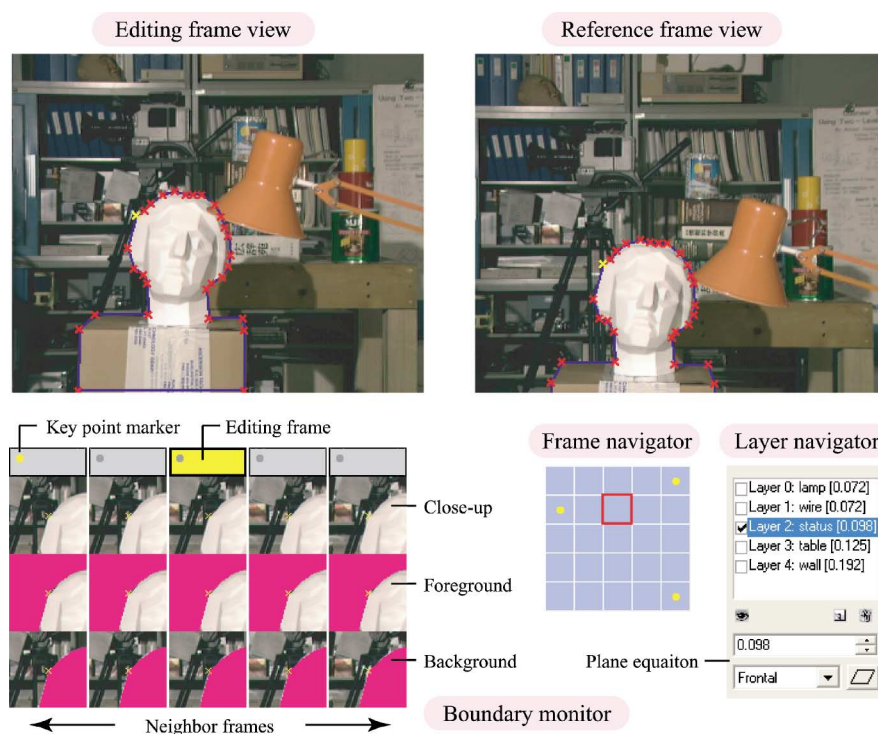 Editing frame view
Reference frame view
Key point marker
Editing frame
Close-up
Foreground
Background
Neighbor frames
Boundary monitor
Frame navigator
Layer navigator
Layer 0: lamp [0.072]
Layer 1: wire [0.072]
Layer 2: status [0.098]
Layer 3: table [0.125]
Layer 4: wall [0.192]
0.098
Plane equaiton
Frontal